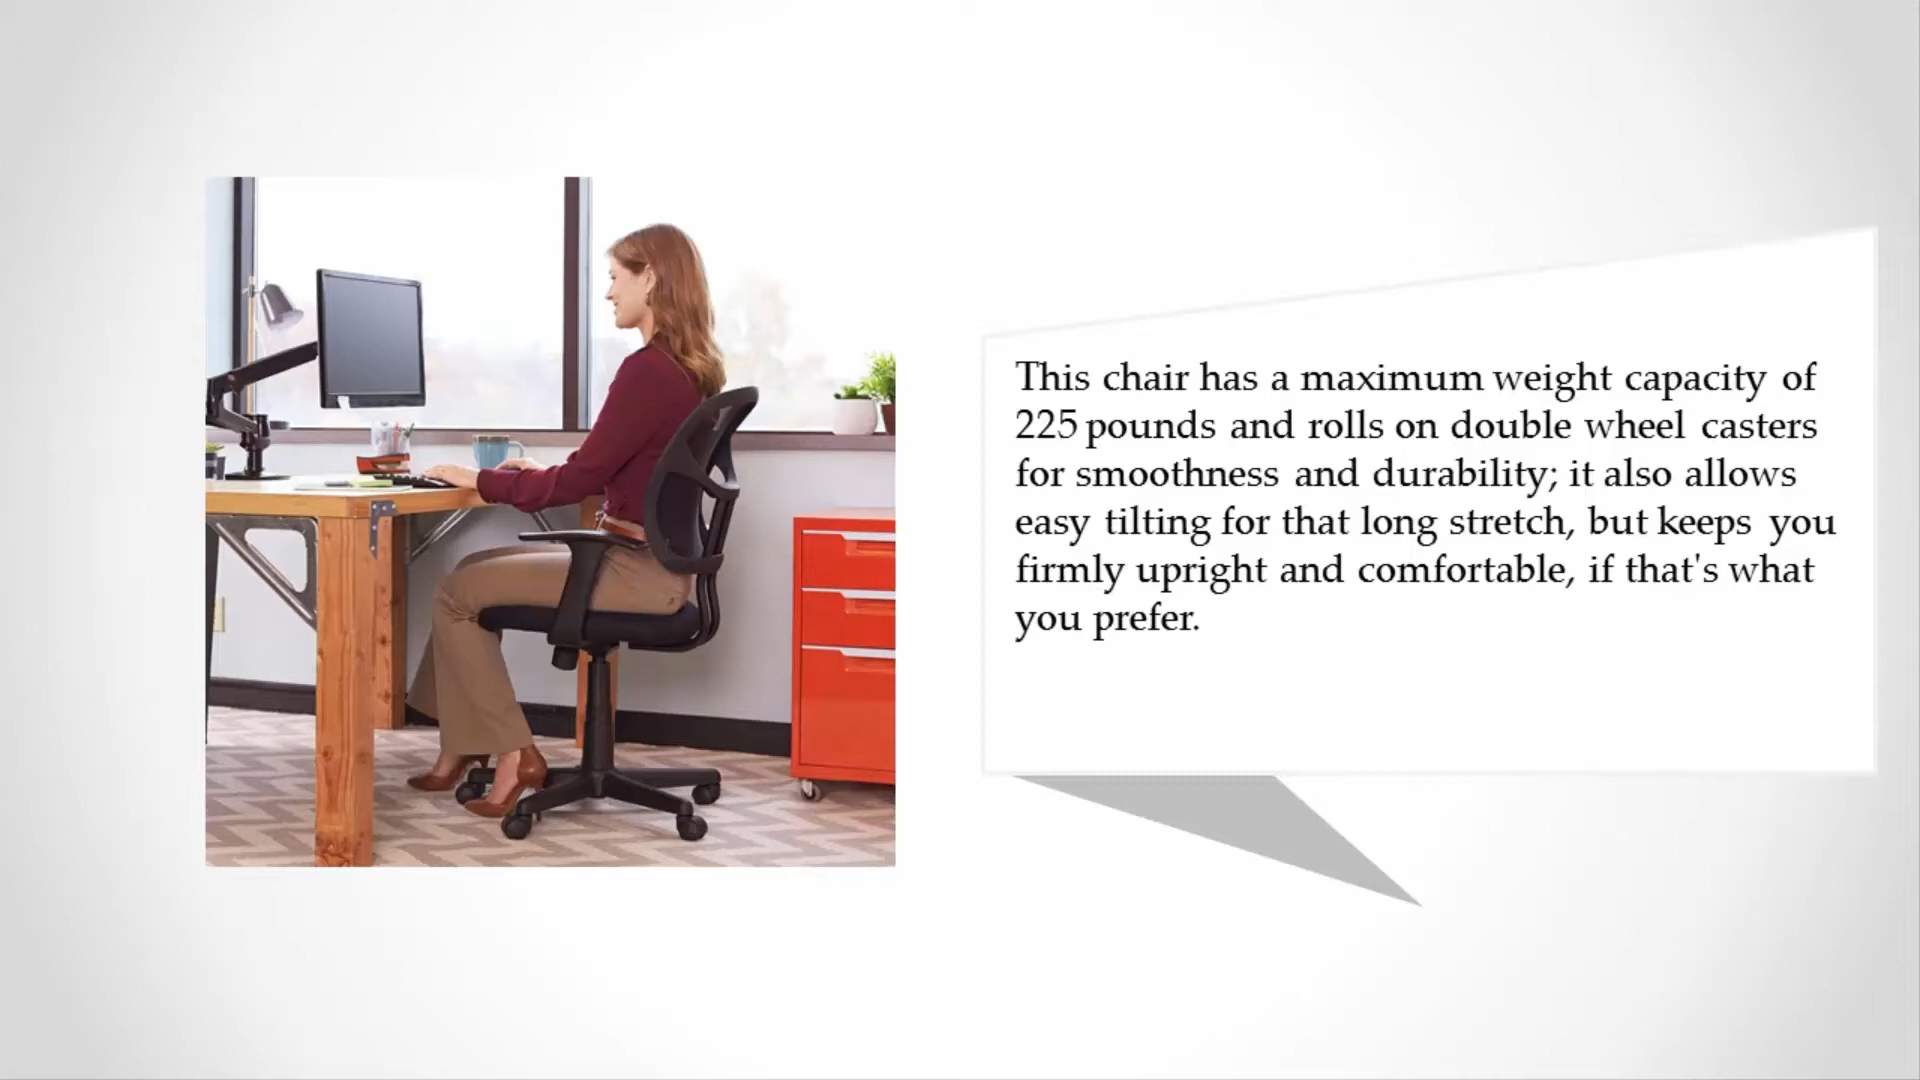 This chair has a maximum weight capacity of
225 pounds and rolls on double wheel casters
for smoothness and durability; it also allows
easy tilting for that long stretch, but keeps you
firmly upright and comfortable, if that's what
you prefer.